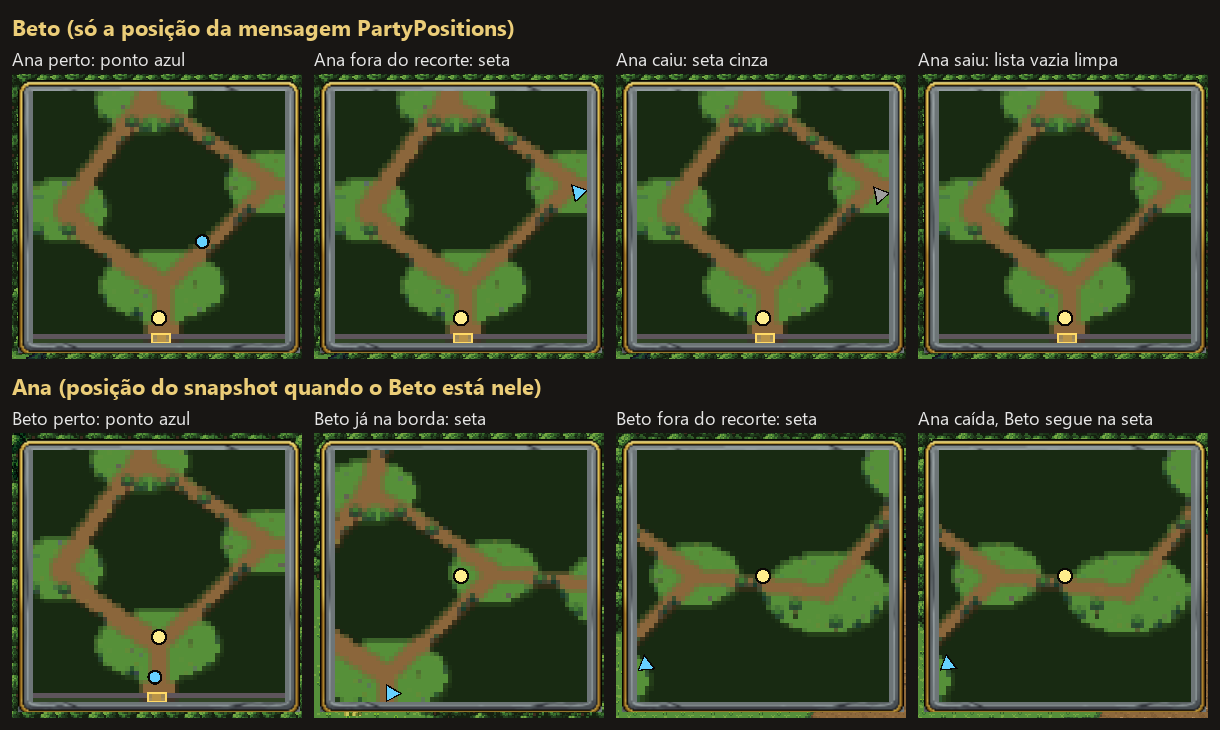 Beto (só a posição da mensagem PartyPositions)
Ana perto: ponto azul
Ana fora do recorte: seta
Ana caiu: seta cinza
Ana saiu: lista vazia limpa
Ana (posição do snapshot quando o Beto está nele)
Beto perto: ponto azul
Beto já na borda: seta
Beto fora do recorte: seta
Ana caída, Beto segue na seta